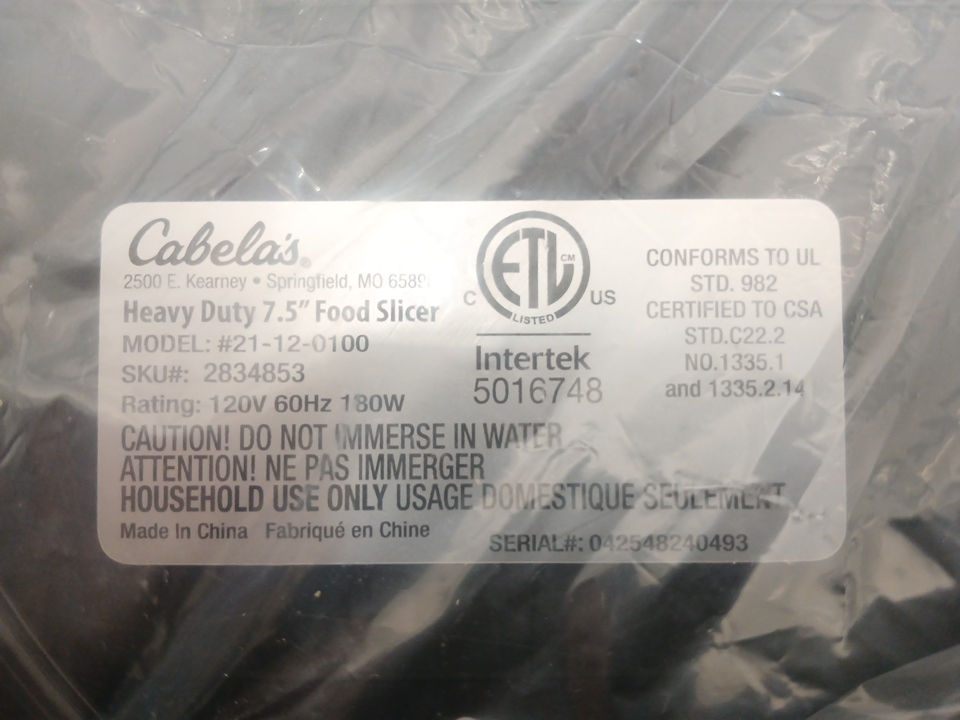 Cabela's®
2500 E. Kearney • Springfield, MO 6589
Heavy Duty 7.5" Food Slicer
MODEL: #21-12-0100
SKU#: 2834853
Rating: 120V 60Hz 180W
ETL CM
LISTED
C US
Intertek
5016748
CONFORMS TO UL
STD. 982
CERTIFIED TO CSA
STD.C22.2
NO.1335.1
and 1335.2.14
CAUTION! DO NOT IMMERSE IN WATER
ATTENTION! NE PAS IMMERGER
HOUSEHOLD USE ONLY USAGE DOMESTIQUE SEULEMENT
Made In China Fabriqué en Chine
SERIAL#: 042548240493